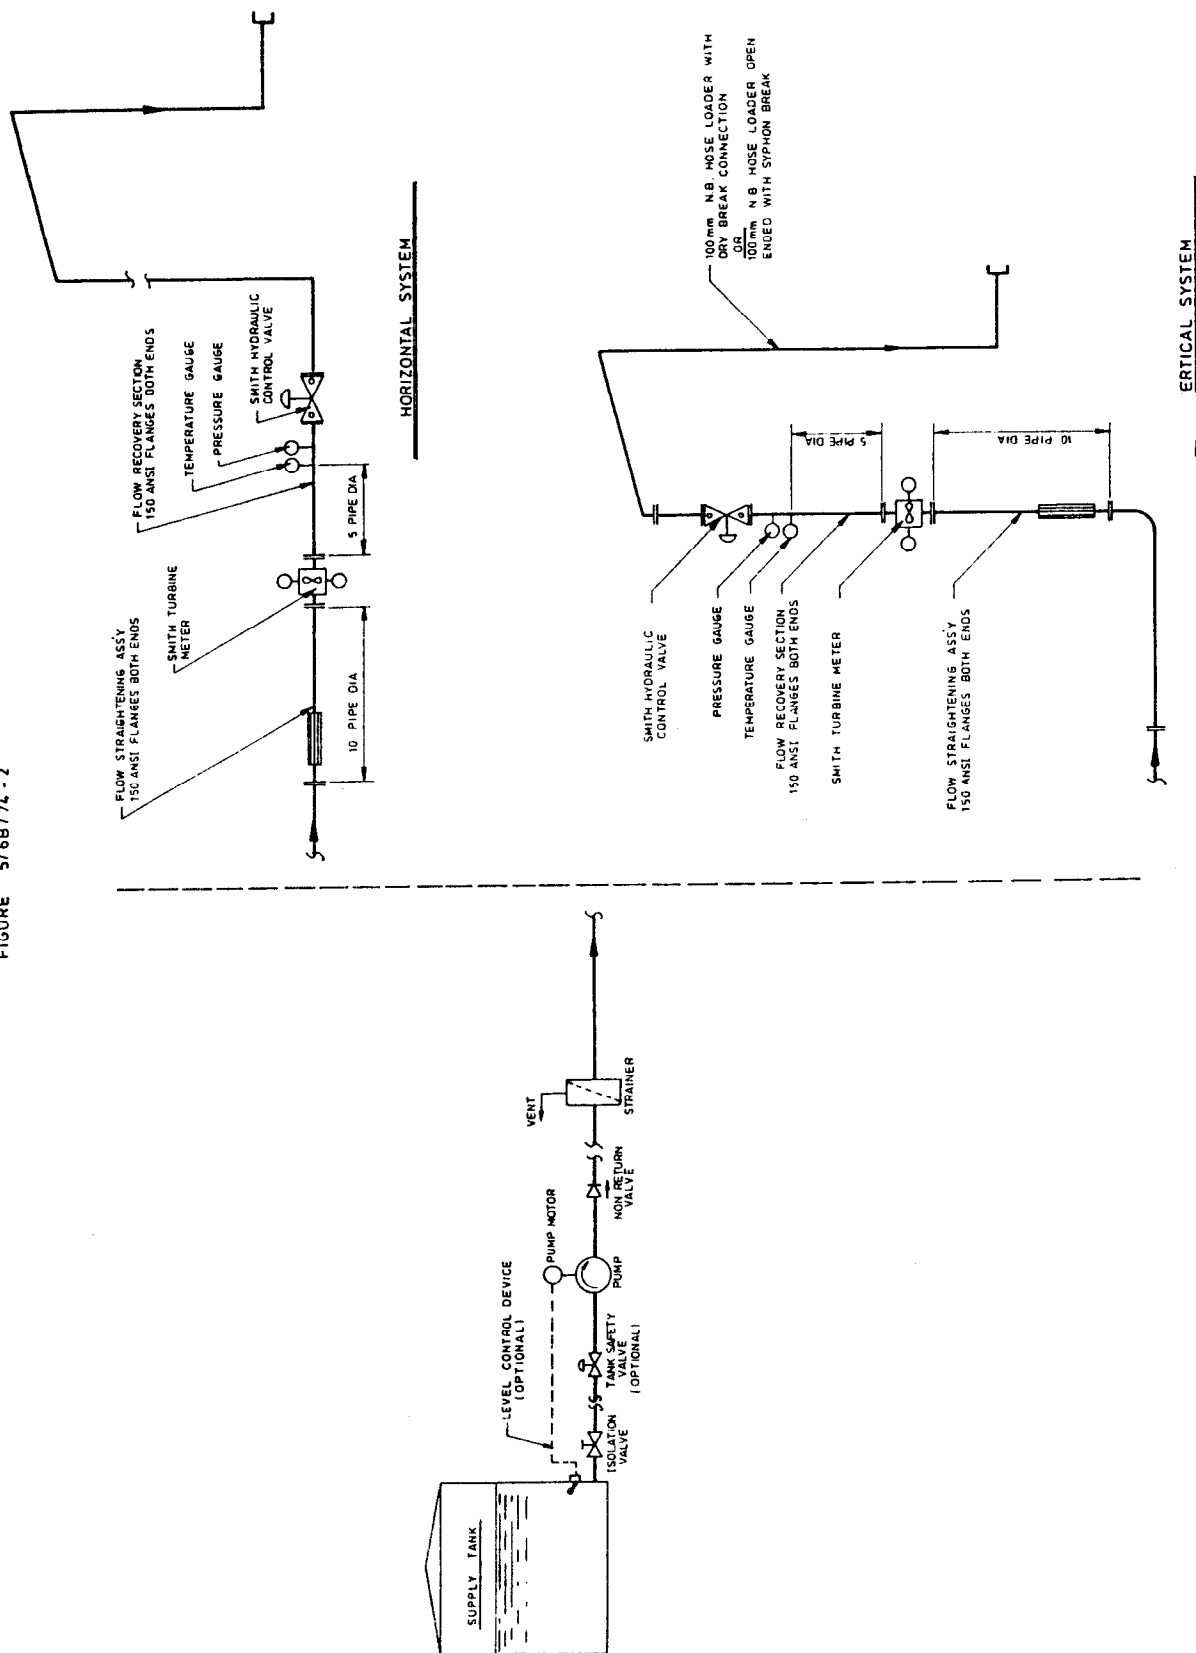 FLOW STRAIGHTENING ASS'Y
150 ANSI FLANGES BOTH ENDS
SMITH TURBINE
METER
FLOW RECOVERY SECTION
150 ANSI FLANGES BOTH ENDS
TEMPERATURE GAUGE
PRESSURE GAUGE
SMITH HYDRAULIC
CONTROL VALVE
10 PIPE DIA
5 PIPE DIA
HORIZONTAL SYSTEM
SUPPLY TANK
LEVEL CONTROL DEVICE
(OPTIONAL)
PUMP MOTOR
VENT
ISOLATION
VALVE
TANK SAFETY
VALVE
(OPTIONAL)
PUMP
NON RETURN
VALVE
STRAINER
SMITH HYDRAULIC
CONTROL VALVE
PRESSURE GAUGE
TEMPERATURE GAUGE
FLOW RECOVERY SECTION
150 ANSI FLANGES BOTH ENDS
SMITH TURBINE METER
FLOW STRAIGHTENING ASS'Y
150 ANSI FLANGES BOTH ENDS
5 PIPE DIA
10 PIPE DIA
100mm N.B. HOSE LOADER WITH
DRY BREAK CONNECTION
OR
100mm N B HOSE LOADER OPEN
ENDED WITH SYPHON BREAK
ERTICAL SYSTEM
FIGURE